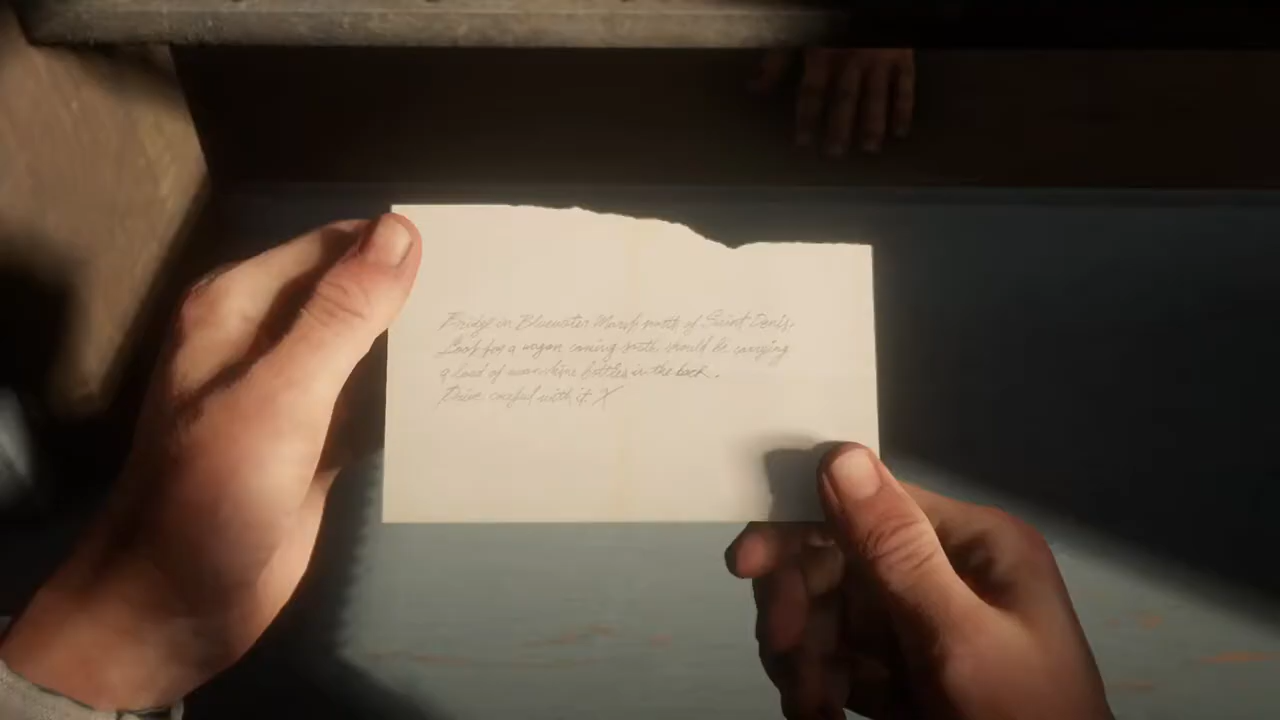 Bridge in Bluewater Marsh north of Saint Denis.
Look for a wagon coming south should be carrying
a load of moonshine bottles in the back.
Drive careful with it X